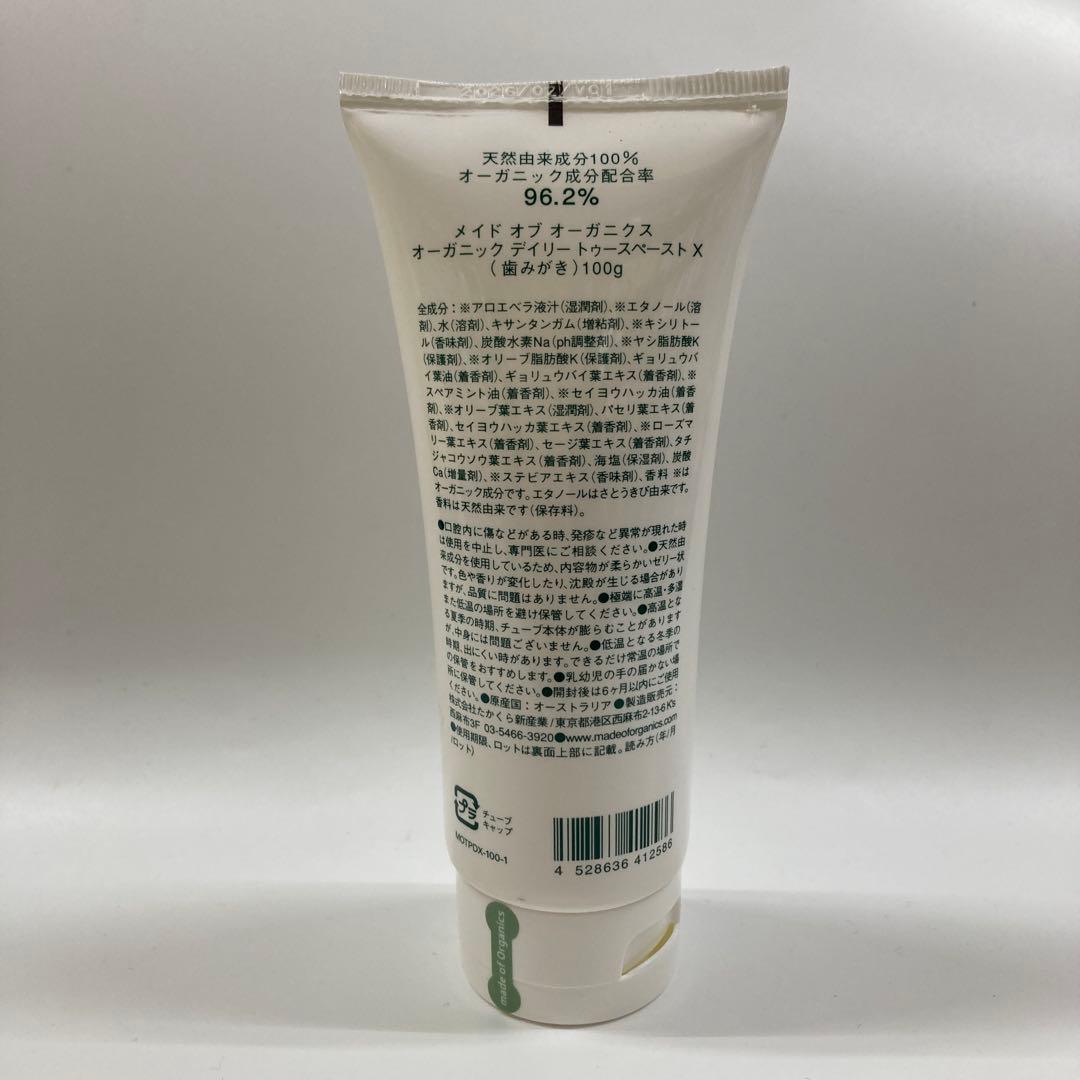 天然由来成分100%
オーガニック成分配合率
96.2%
メイド オブ オーガニクス
オーガニック デイリー トゥースペースト X
(歯みがき)100g
全成分:※アロエベラ液汁(湿潤剤)、※エタノール(溶
剤)、水(溶剤)、キサンタンガム(増粘剤)、※キシリトー
ル(香味剤)、炭酸水素Na(ph調整剤)、※ヤシ脂肪酸K
(保護剤)、※オリーブ脂肪酸K(保護剤)、ギョリュウバ
イ葉油(着香剤)、ギョリュウバイ葉エキス(着香剤)、※
スペアミント油(着香剤)、※セイヨウハッカ油(着香
剤)、※オリーブ葉エキス(湿潤剤)、パセリ葉エキス(着
香剤)、セイヨウハッカ葉エキス(着香剤)、※ローズマ
リー葉エキス(着香剤)、セージ葉エキス(着香剤)、タチ
ジャコウソウ葉エキス(着香剤)、海塩(保湿剤)、炭酸
Ca(増量剤)、※ステビアエキス(香味剤)、香料 ※は
オーガニック成分です。エタノールはさとうきび由来です。
香料は天然由来です(保存料)。
●口腔内に傷などがある時、発疹など異常が現れた時
は使用を中止し、専門医にご相談ください。●天然由
来成分を使用しているため、内容物が柔らかいゼリー状
です。色や香りが変化したり、沈殿が生じる場合があり
ますが、品質に問題はありません。●極端に高温・多湿
また低温の場所を避け保管してください。●高温とな
る夏季の時期、チューブ本体が膨らむことがあります
が、中身には問題ございません。●低温となる冬季の
時期、出にくい時があります。できるだけ常温の場所で
の保管をおすすめします。●乳幼児の手の届かない場
所に保管してください。●開封後は6ヶ月以内にご使用
ください。●原産国:オーストラリア●製造販売元:
株式会社たかくら新産業/東京都港区西麻布2-13-6 K's
西麻布3F 03-5466-3920●www.madeoforganics.com
●使用期限、ロットは裏面上部に記載。読み方(年/月
/ロット)
プラ
チューブ
キャップ
MOTPDX-100-1
4 528636 412586
made of Organics